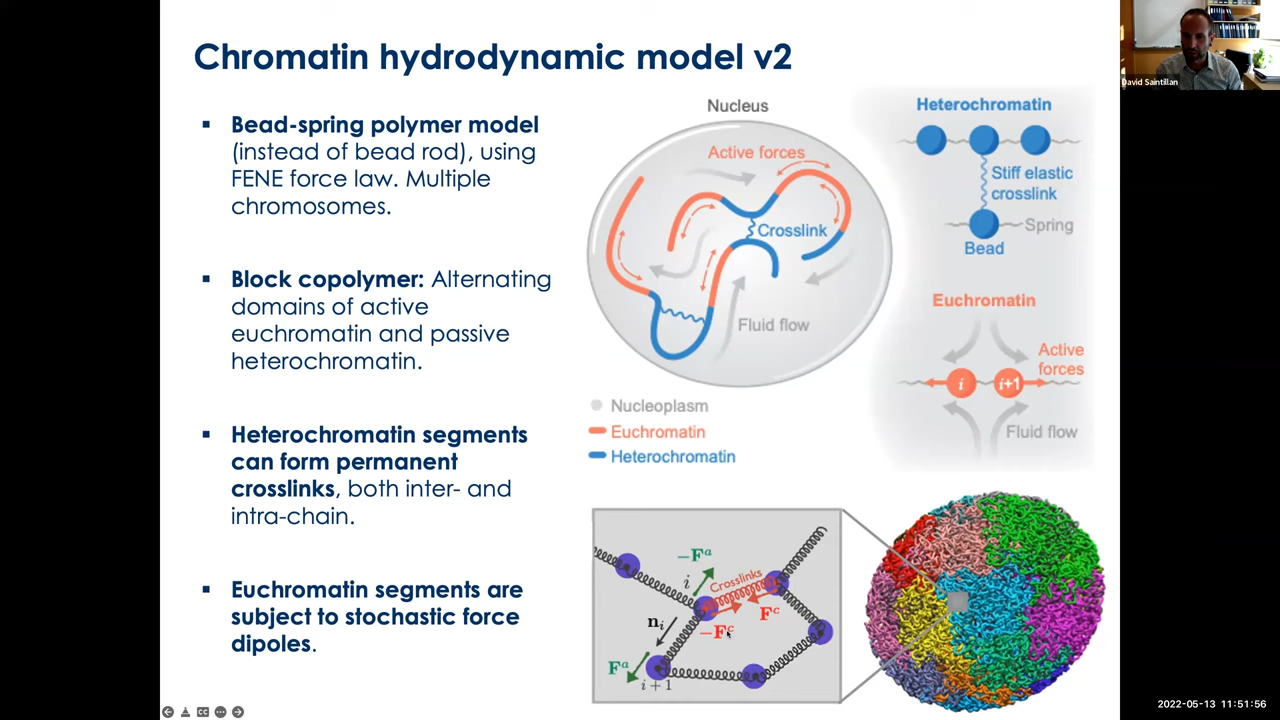 Chromatin hydrodynamic model v2
Bead-spring polymer model
(instead of bead rod), using
FENE force law. Multiple
chromosomes.
Block copolymer: Alternating
domains of active
euchromatin and passive
heterochromatin.
Heterochromatin segments
can form permanent
crosslinks, both inter- and
intra-chain.
Euchromatin segments are
subject to stochastic force
dipoles.
Nucleus
Active forces
Crosslink
Fluid flow
Nucleoplasm
Euchromatin
Heterochromatin
Heterochromatin
Stiff elastic
crosslink
Spring
Bead
Euchromatin
Active
forces
i
i+1
Fluid flow
−Fᵃ
i
Crosslinks
Fᶜ
−Fᶜ
nᵢ
Fᵃ
i + 1
David Saintillan
CC
2022-05-13 11:51:56